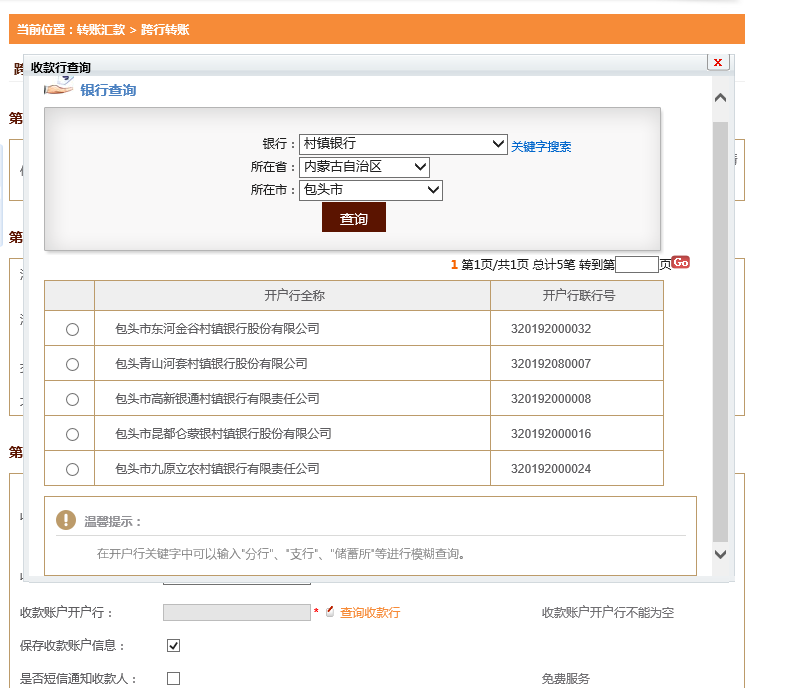 当前位置：转账汇款 > 跨行转账
跨
收款行查询
x
银行查询
第
银行： 村镇银行 关键字搜索
所在省： 内蒙古自治区
所在市： 包头市
查询
第
1 第1页/共1页 总计5笔 转到第 页 Go
开户行全称 开户行联行号
包头市东河金谷村镇银行股份有限公司 320192000032
包头青山河套村镇银行股份有限公司 320192080007
包头市高新银通村镇银行有限责任公司 320192000008
包头市昆都仑蒙银村镇银行股份有限公司 320192000016
第
包头市九原立农村镇银行有限责任公司 320192000024
温馨提示：
在开户行关键字中可以输入"分行"、"支行"、"储蓄所"等进行模糊查询。
收款账户开户行： * 查询收款行 收款账户开户行不能为空
保存收款账户信息：
是否短信通知收款人： 免费服务